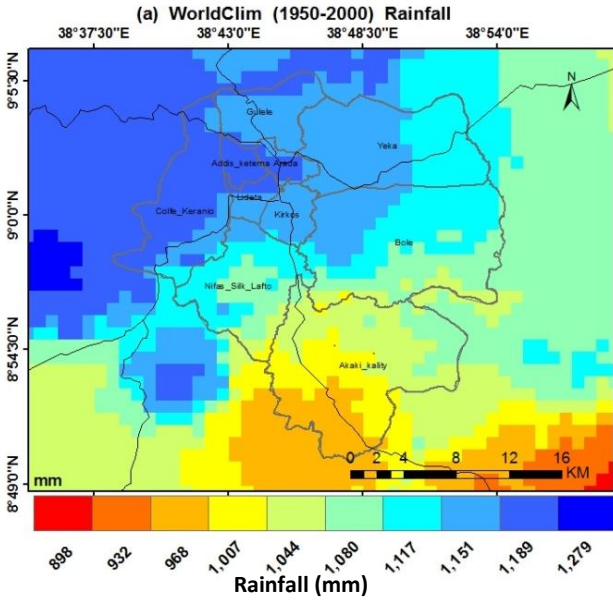 (a) WorldClim (1950-2000) Rainfall
38°37'30"E 38°43'0"E 38°48'30"E 38°54'0"E
9°5'30"N
N
Gulele
Yeka
Addis_ketema Arada
Lideta
9°0'0"N
Colfe_Keranio
Kirkos
Bole
Nifas_Silk_Lafto
8°54'30"N
Akaki_kality
0 2 4 8 12 16
KM
mm
8°49'0"N
898 932 968 1,007 1,044 1,080 1,117 1,151 1,189 1,279
Rainfall (mm)